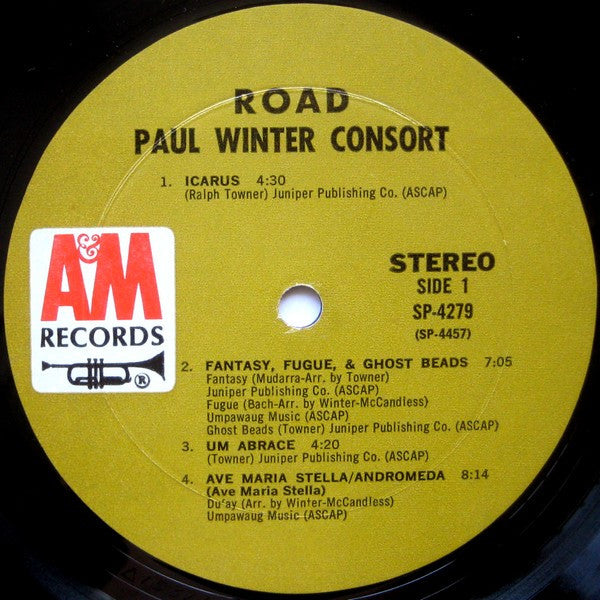 ROAD
PAUL WINTER CONSORT
1. ICARUS 4:30
(Ralph Towner) Juniper Publishing Co. (ASCAP)
A&M
RECORDS
®
STEREO
SIDE 1
SP-4279
(SP-4457)
2. FANTASY, FUGUE, & GHOST BEADS 7:05
Fantasy (Mudarra-Arr. by Towner)
Juniper Publishing Co. (ASCAP)
Fugue (Bach-Arr. by Winter-McCandless)
Umpawaug Music (ASCAP)
Ghost Beads (Towner) Juniper Publishing Co. (ASCAP)
3. UM ABRACE 4:20
(Towner) Juniper Publishing Co. (ASCAP)
4. AVE MARIA STELLA/ANDROMEDA 8:14
(Ave Maria Stella)
Du'ay (Arr. by Winter-McCandless)
Umpawaug Music (ASCAP)